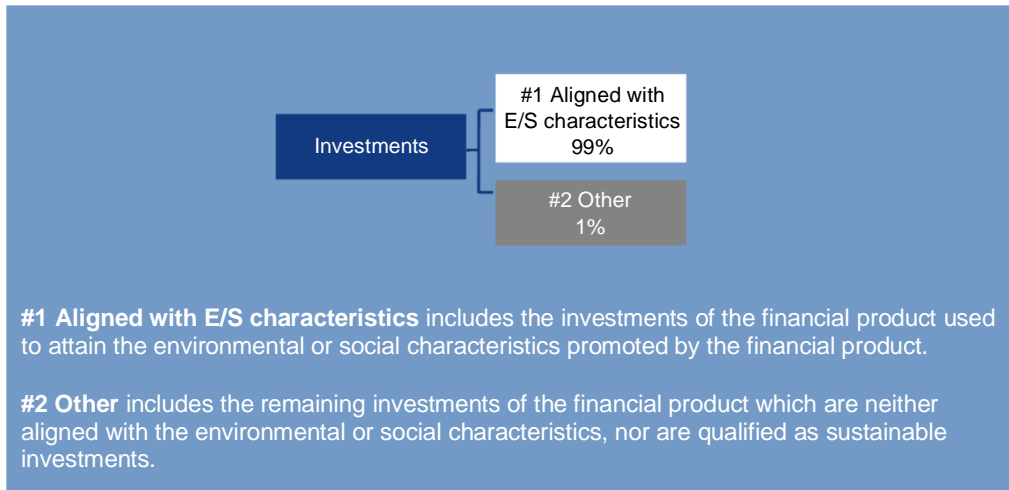 Investments
#1 Aligned with
E/S characteristics
99%
#2 Other
1%
#1 Aligned with E/S characteristics includes the investments of the financial product used
to attain the environmental or social characteristics promoted by the financial product.
#2 Other includes the remaining investments of the financial product which are neither
aligned with the environmental or social characteristics, nor are qualified as sustainable
investments.